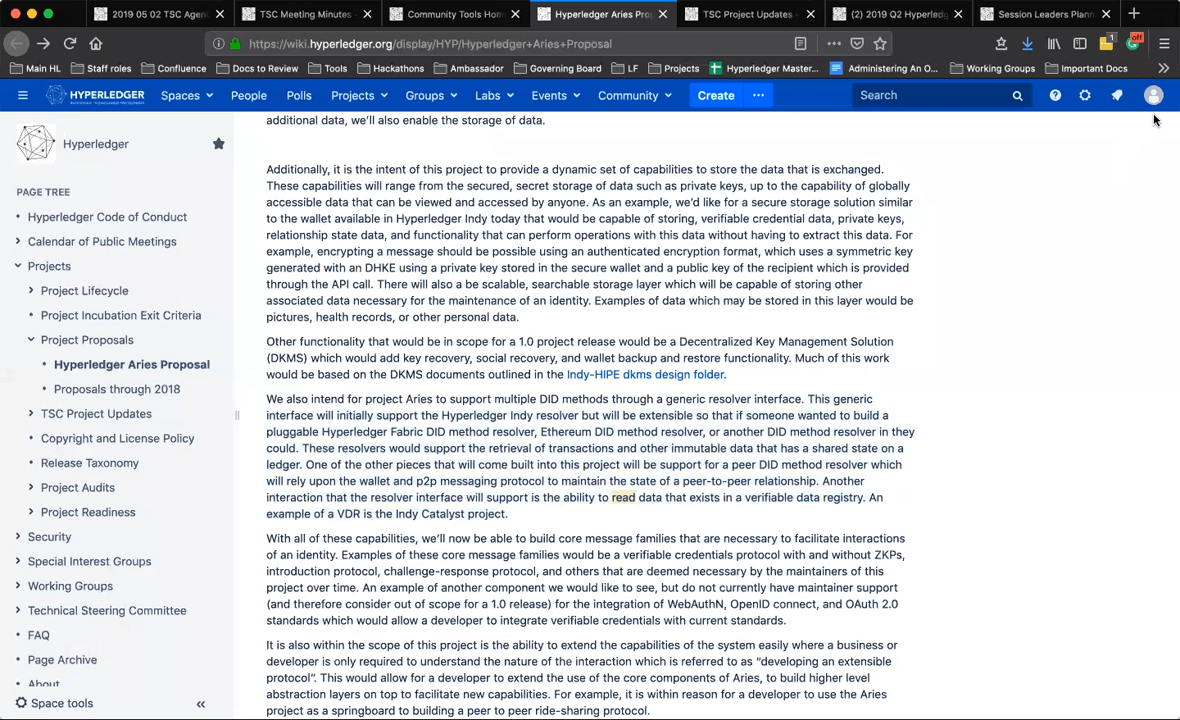 2019 05 02 TSC Agen
TSC Meeting Minutes -
Community Tools Hom
Hyperledger Aries Pro
TSC Project Updates -
(2) 2019 Q2 Hyperled
Session Leaders Plann
https://wiki.hyperledger.org/display/HYP/Hyperledger+Aries+Proposal
1
off
Main HL
Staff roles
Confluence
Docs to Review
Tools
Hackathons
Ambassador
Governing Board
LF
Projects
Hyperledger Master...
Administering An O...
Working Groups
Important Docs
HYPERLEDGER
Spaces
People
Polls
Projects
Groups
Labs
Events
Community
Create
Search
Hyperledger
PAGE TREE
Hyperledger Code of Conduct
Calendar of Public Meetings
Projects
Project Lifecycle
Project Incubation Exit Criteria
Project Proposals
Hyperledger Aries Proposal
Proposals through 2018
TSC Project Updates
Copyright and License Policy
Release Taxonomy
Project Audits
Project Readiness
Security
Special Interest Groups
Working Groups
Technical Steering Committee
FAQ
Page Archive
About
Space tools
additional data, we'll also enable the storage of data.
Additionally, it is the intent of this project to provide a dynamic set of capabilities to store the data that is exchanged.
These capabilities will range from the secured, secret storage of data such as private keys, up to the capability of globally
accessible data that can be viewed and accessed by anyone. As an example, we'd like for a secure storage solution similar
to the wallet available in Hyperledger Indy today that would be capable of storing, verifiable credential data, private keys,
relationship state data, and functionality that can perform operations with this data without having to extract this data. For
example, encrypting a message should be possible using an authenticated encryption format, which uses a symmetric key
generated with an DHKE using a private key stored in the secure wallet and a public key of the recipient which is provided
through the API call. There will also a be scalable, searchable storage layer which will be capable of storing other
associated data necessary for the maintenance of an identity. Examples of data which may be stored in this layer would be
pictures, health records, or other personal data.
Other functionality that would be in scope for a 1.0 project release would be a Decentralized Key Management Solution
(DKMS) which would add key recovery, social recovery, and wallet backup and restore functionality. Much of this work
would be based on the DKMS documents outlined in the Indy-HIPE dkms design folder.
We also intend for project Aries to support multiple DID methods through a generic resolver interface. This generic
interface will initially support the Hyperledger Indy resolver but will be extensible so that if someone wanted to build a
pluggable Hyperledger Fabric DID method resolver, Ethereum DID method resolver, or another DID method resolver in they
could. These resolvers would support the retrieval of transactions and other immutable data that has a shared state on a
ledger. One of the other pieces that will come built into this project will be support for a peer DID method resolver which
will rely upon the wallet and p2p messaging protocol to maintain the state of a peer-to-peer relationship. Another
interaction that the resolver interface will support is the ability to read data that exists in a verifiable data registry. An
example of a VDR is the Indy Catalyst project.
With all of these capabilities, we'll now be able to build core message families that are necessary to facilitate interactions
of an identity. Examples of these core message families would be a verifiable credentials protocol with and without ZKPs,
introduction protocol, challenge-response protocol, and others that are deemed necessary by the maintainers of this
project over time. An example of another component we would like to see, but do not currently have maintainer support
(and therefore consider out of scope for a 1.0 release) for the integration of WebAuthN, OpenID connect, and OAuth 2.0
standards which would allow a developer to integrate verifiable credentials with current standards.
It is also within the scope of this project is the ability to extend the capabilities of the system easily where a business or
developer is only required to understand the nature of the interaction which is referred to as “developing an extensible
protocol”. This would allow for a developer to extend the use of the core components of Aries, to build higher level
abstraction layers on top to facilitate new capabilities. For example, it is within reason for a developer to use the Aries
project as a springboard to building a peer to peer ride-sharing protocol.